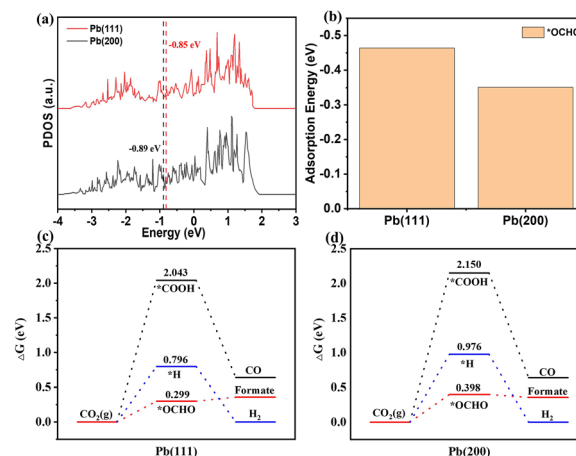 (a)
Pb(111)
Pb(200)
-0.85 eV
-0.89 eV
PDOS (a.u.)
-4 -3 -2 -1 0 1 2 3
Energy (eV)
(b)
*OCHO
Adsorption Energy (eV)
-0.5
-0.4
-0.3
-0.2
-0.1
0.0
Pb(111) Pb(200)
(c)
2.043
*COOH
0.796
*H
0.299
*OCHO
CO₂(g)
CO
Formate
H₂
△G (eV)
2.5
2.0
1.5
1.0
0.5
0.0
Pb(111)
(d)
2.150
*COOH
0.976
*H
0.398
*OCHO
CO₂(g)
CO
Formate
H₂
△G (eV)
2.5
2.0
1.5
1.0
0.5
0.0
Pb(200)